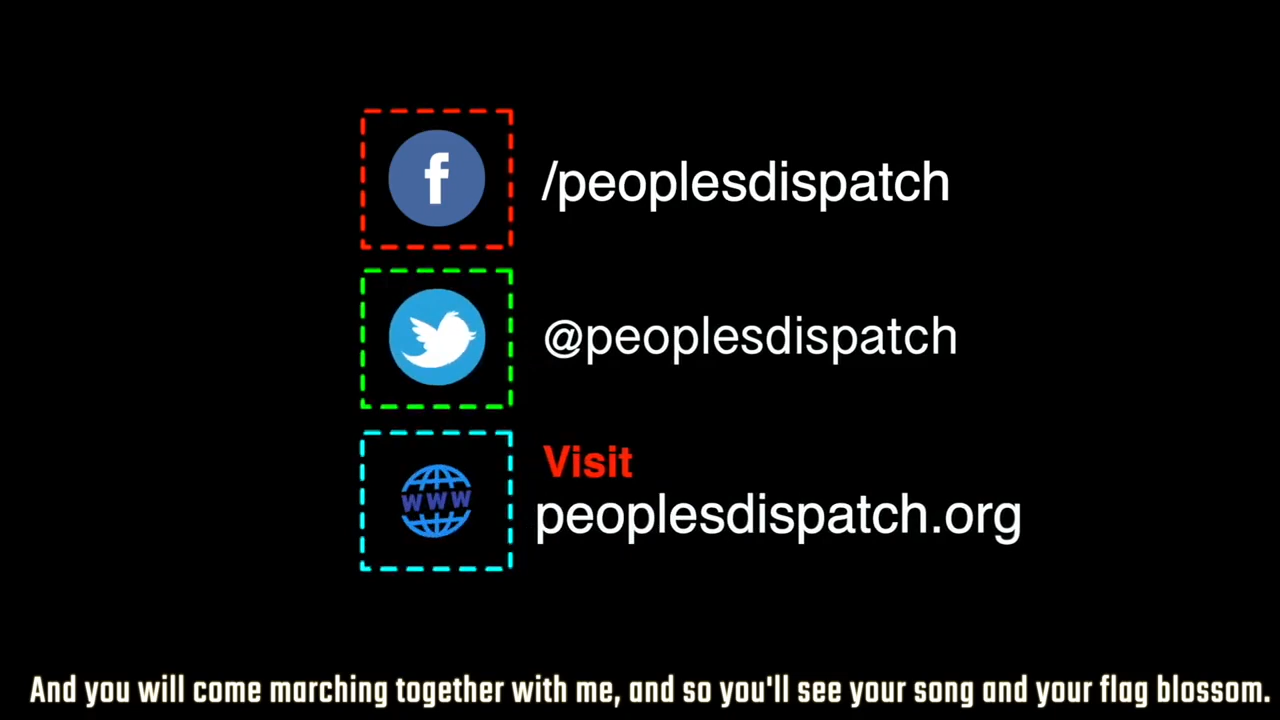 f
/peoplesdispatch
@peoplesdispatch
Visit
WWW
peoplesdispatch.org
And you will come marching together with me, and so you'll see your song and your flag blossom.